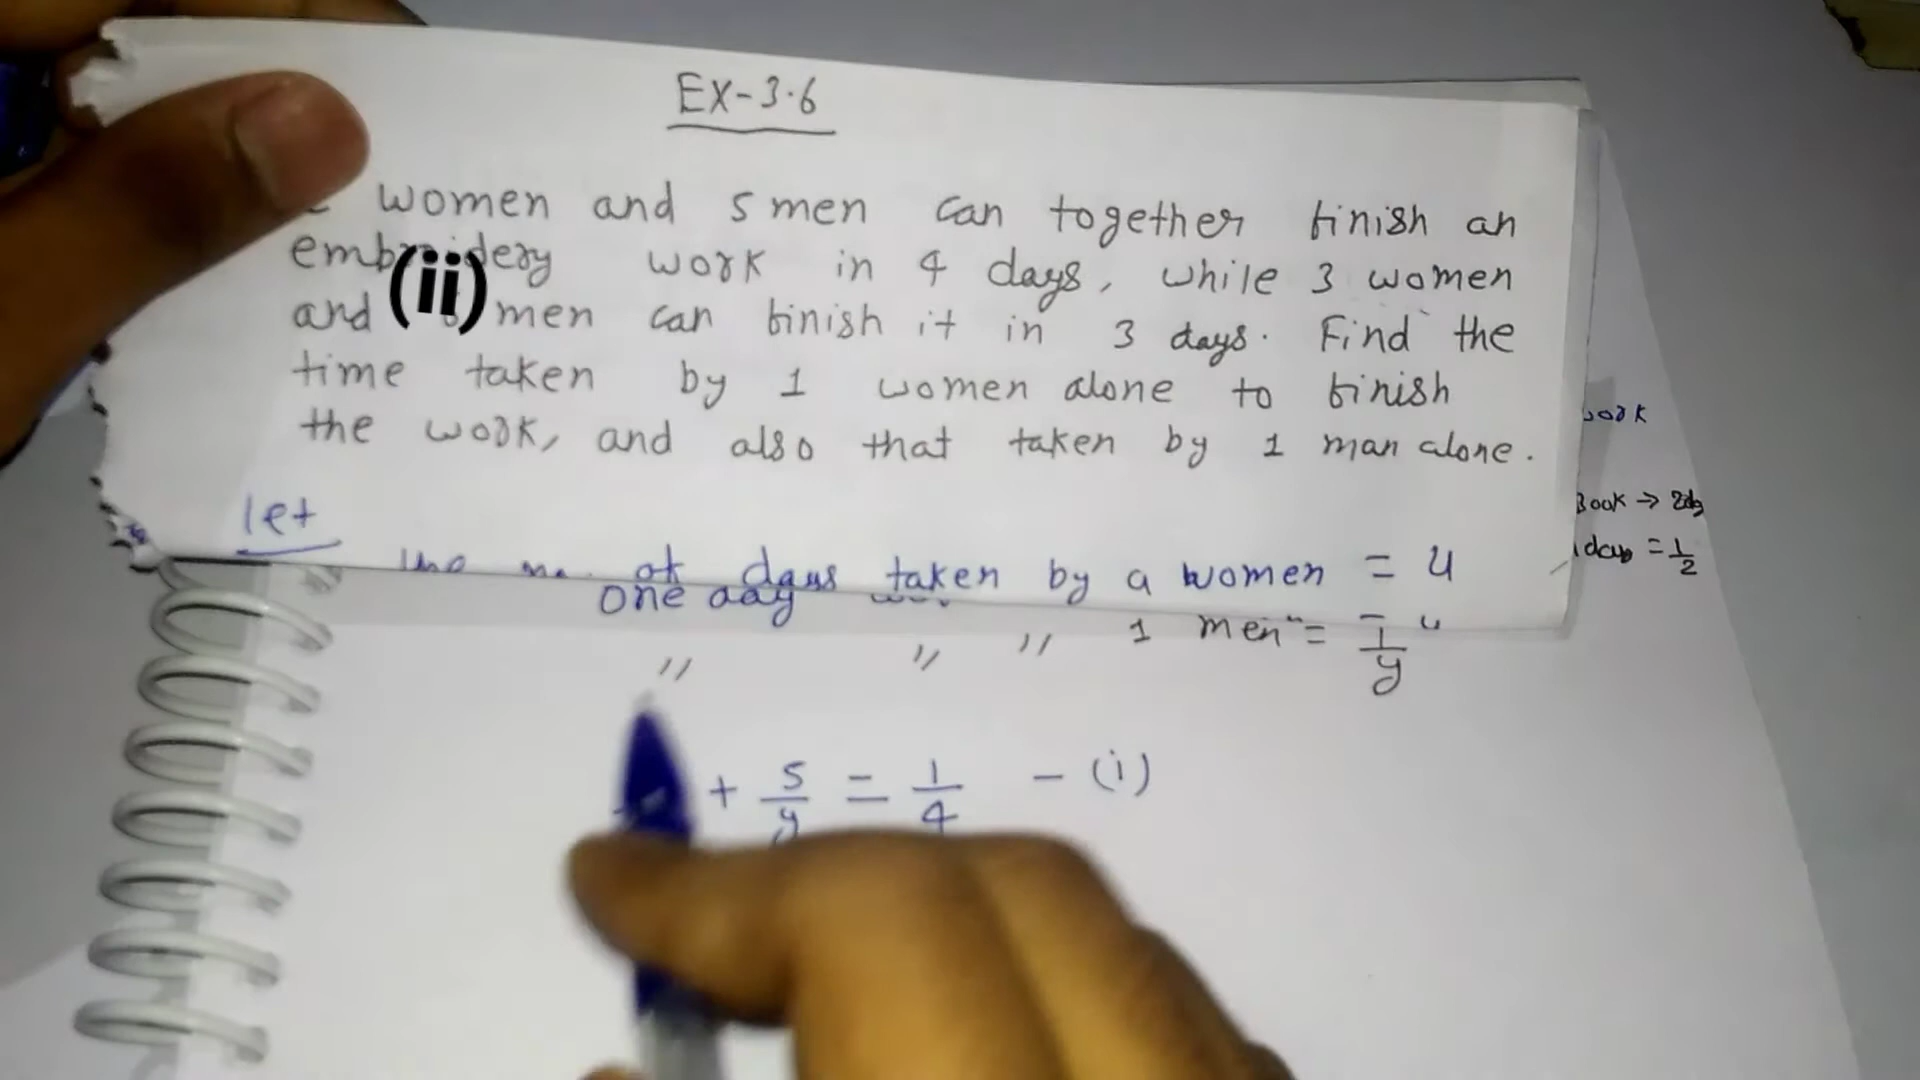 EX-3.6
women and 5 men can together finish an
embroidery work in 4 days, while 3 women
(ii)
and men can finish it in 3 days. Find the
time taken by 1 women alone to finish
the work, and also that taken by 1 man alone.
work
Book →
1 day = 1/2
let
of days taken by a women = u
one day
" " " 1 men = 1/y
+ 5/y = 1/4 - (i)